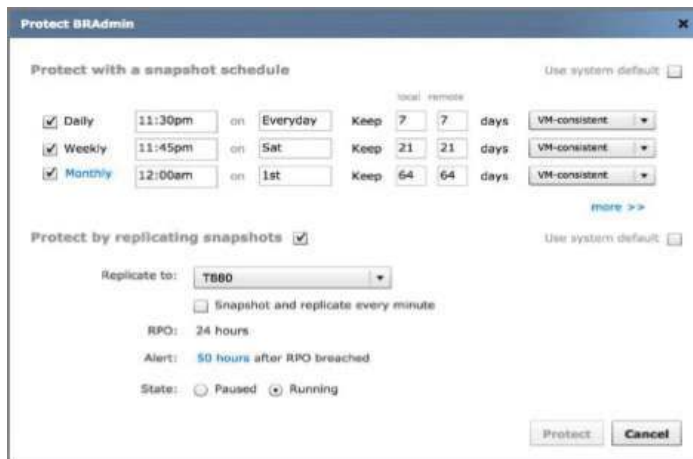 Protect BRAdmin x
Protect with a snapshot schedule Use system default
local remote
Daily 11:30pm on Everyday Keep 7 7 days VM-consistent
Weekly 11:45pm on Sat Keep 21 21 days VM-consistent
Monthly 12:00am on 1st Keep 64 64 days VM-consistent
more >>
Protect by replicating snapshots Use system default
Replicate to: T880
Snapshot and replicate every minute
RPO: 24 hours
Alert: 50 hours after RPO breached
State: Paused Running
Protect Cancel